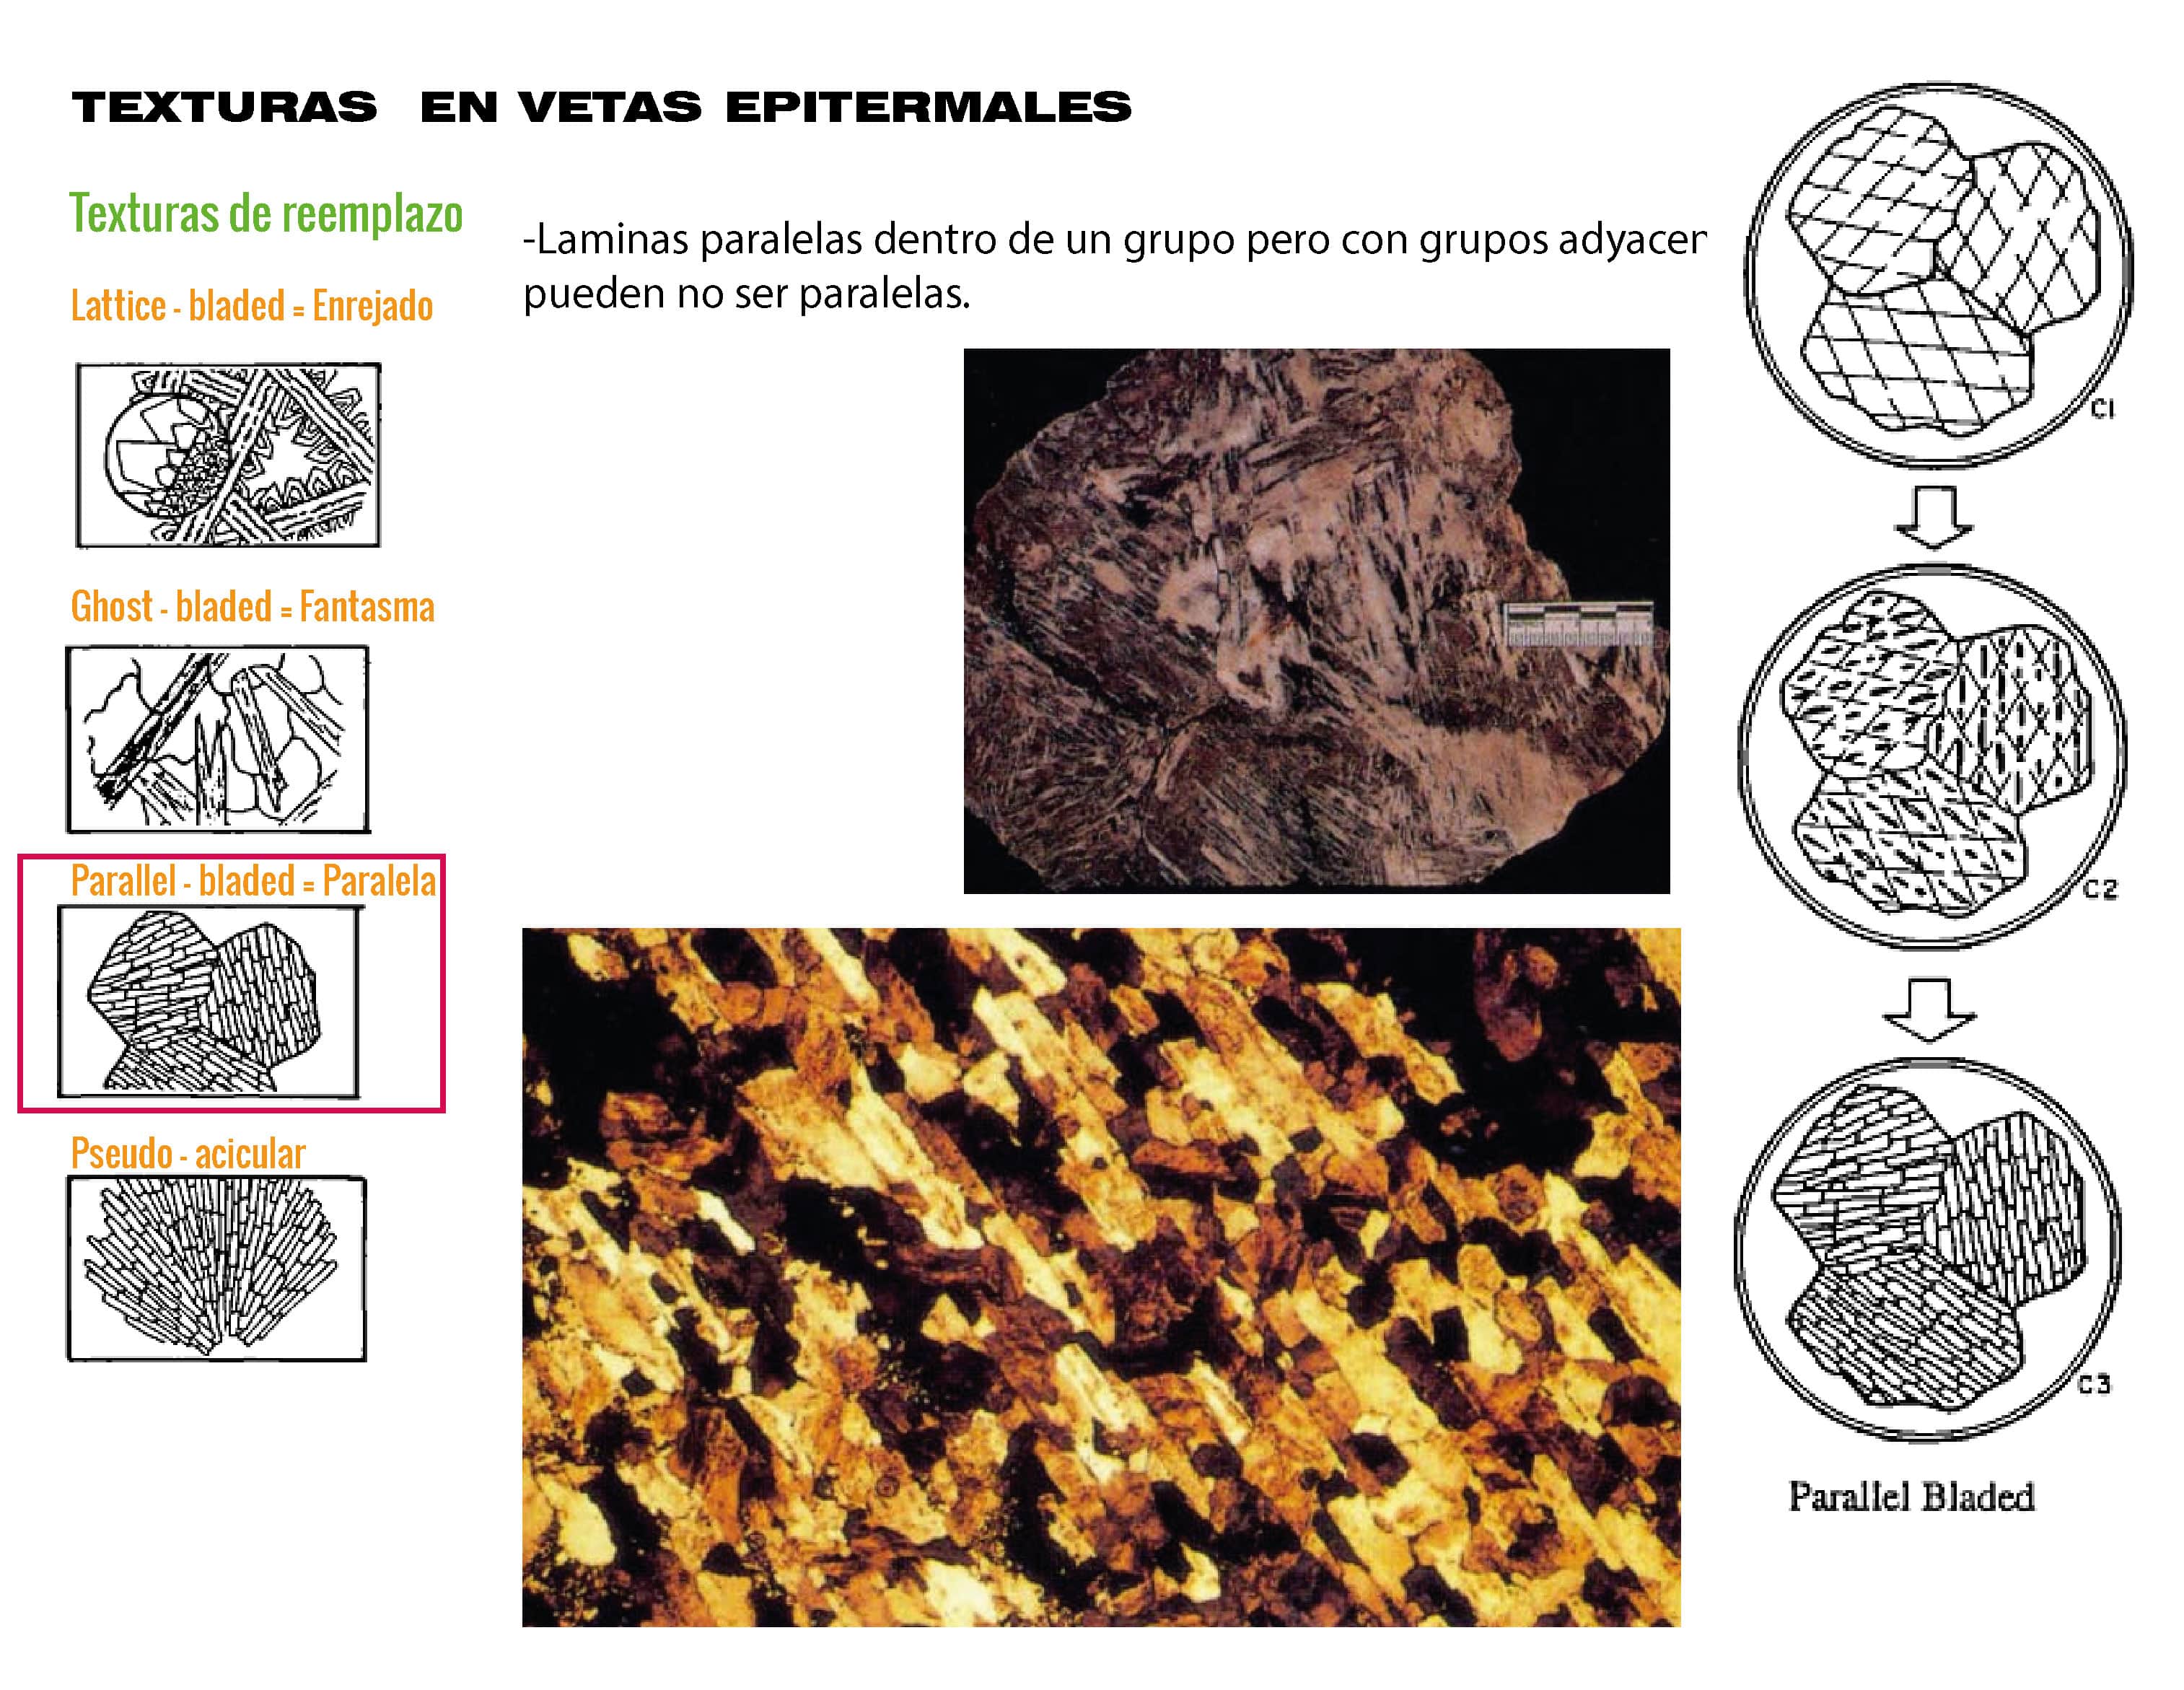 TEXTURAS EN VETAS EPITERMALES
Texturas de reemplazo
-Laminas paralelas dentro de un grupo pero con grupos adyacen
pueden no ser paralelas.
Lattice - bladed = Enrejado
Ghost - bladed = Fantasma
Parallel - bladed = Paralela
Pseudo - acicular
C1
C2
C3
Parallel Bladed